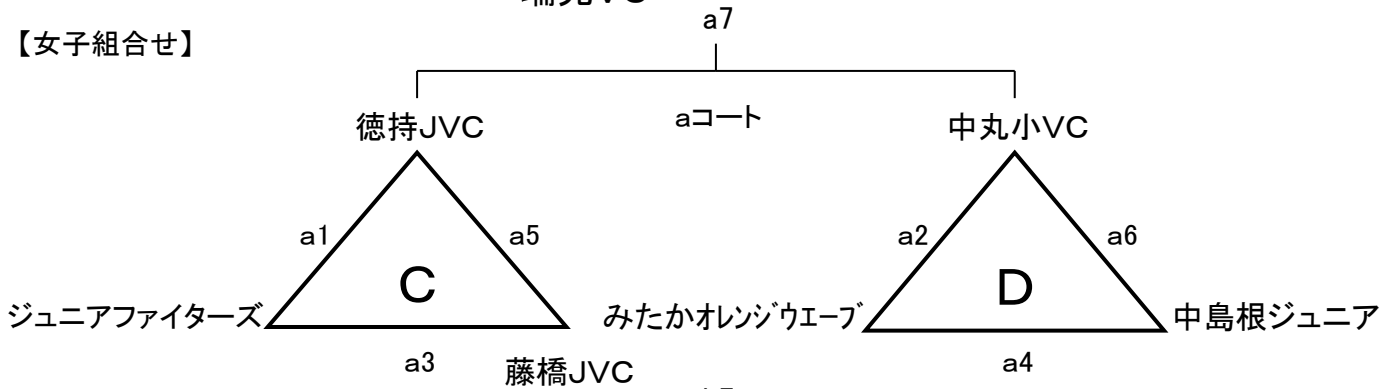 a7
【女子組合せ】
aコート
徳持JVC
中丸小VC
a1
a5
a2
a6
C
D
ジュニアファイターズ
みたかオレンジウエーブ
中島根ジュニア
a3
藤橋JVC
a4